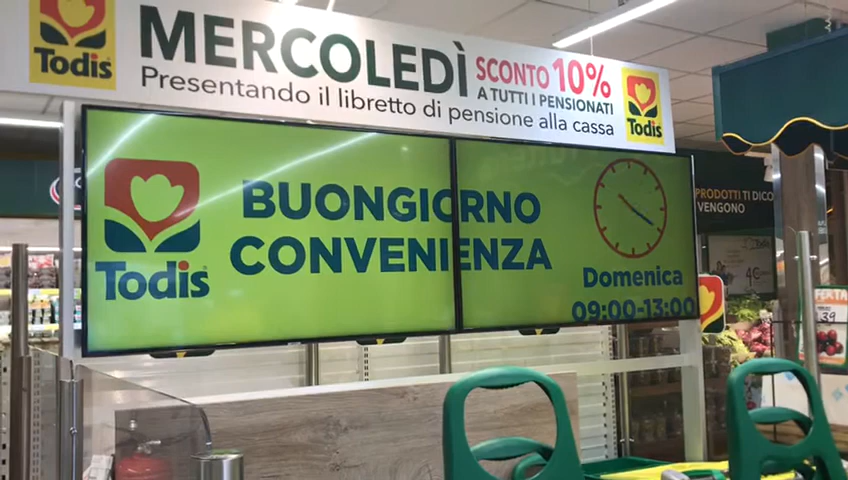 Todis
MERCOLEDÌ SCONTO 10%
A TUTTI I PENSIONATI
Presentando il libretto di pensione alla cassa
Todis
Todis
BUONGIORNO
CONVENIENZA
Domenica
09:00-13:00
PRODOTTI TI DICO
VENGONO
39